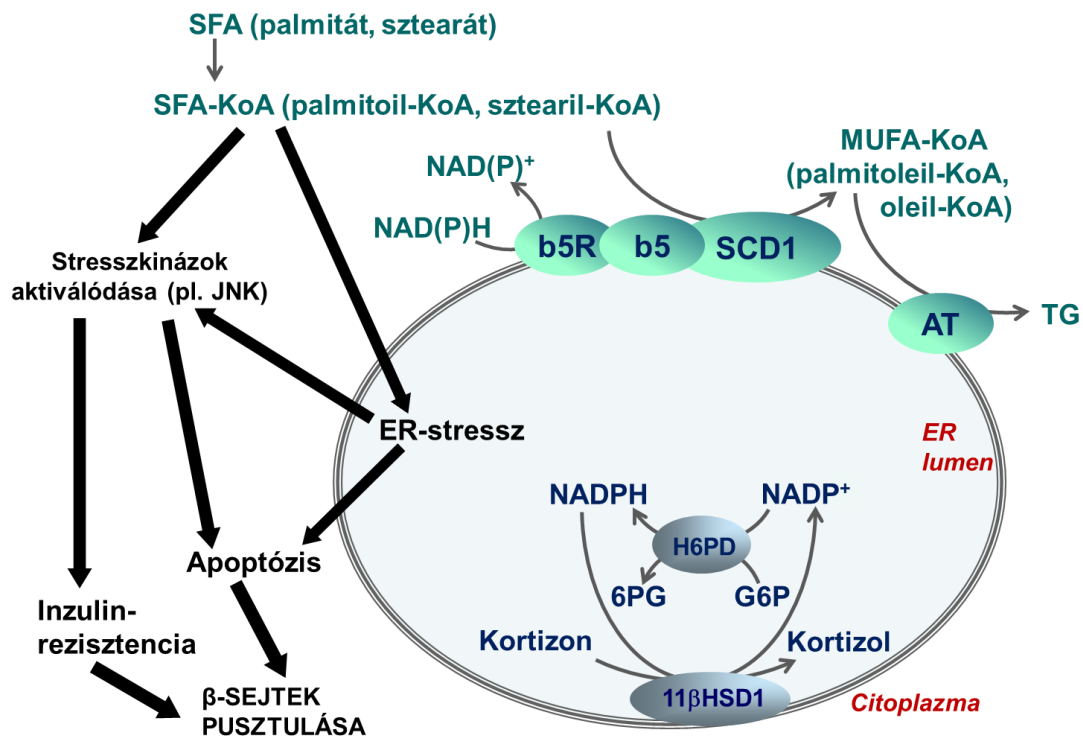 SFA (palmitát, sztearát)
SFA-KoA (palmitoil-KoA, sztearil-KoA)
NAD(P)⁺
NAD(P)H
b5R
b5
SCD1
MUFA-KoA
(palmitoleil-KoA,
oleil-KoA)
AT
TG
Stresszkinázok
aktiválódása (pl. JNK)
ER-stressz
ER
lumen
NADPH
NADP⁺
H6PD
6PG
G6P
Apoptózis
Inzulin-
rezisztencia
Kortizon
Kortizol
11βHSD1
Citoplazma
β-SEJTEK
PUSZTULÁSA